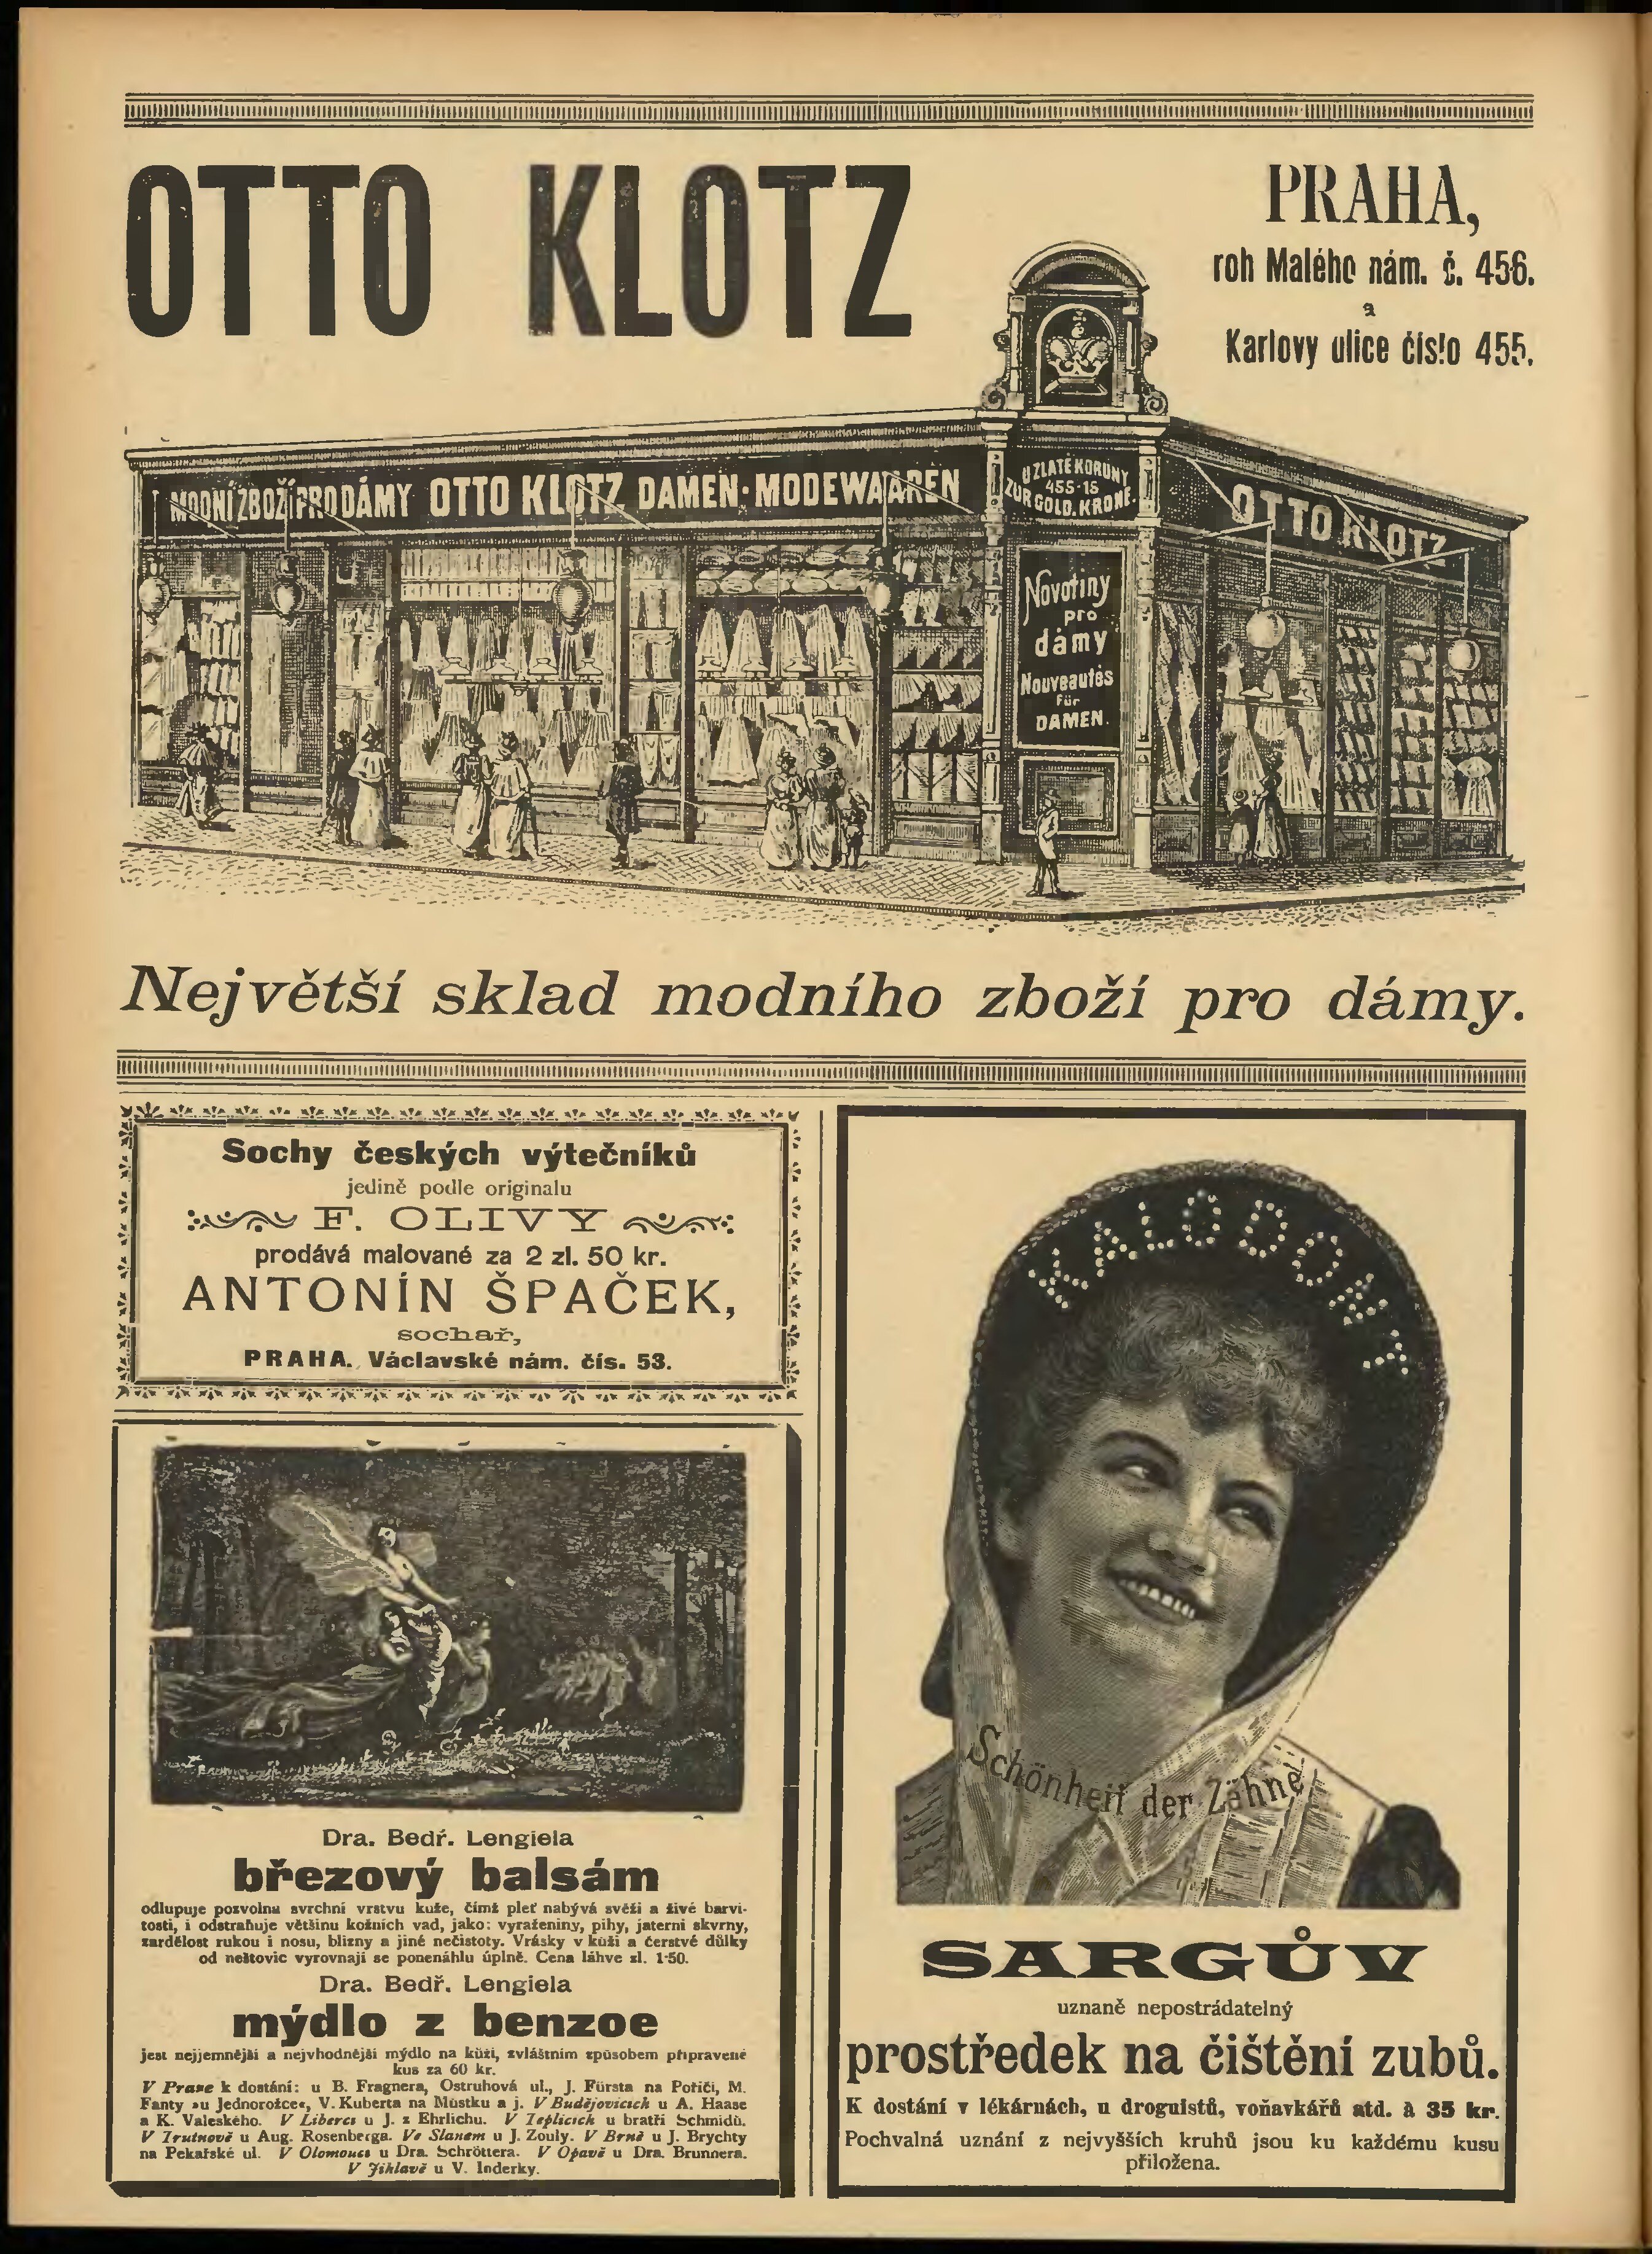 OTTO KLOTZ
PRAHA,
roh Malého nám. č. 456.
a
Karlovy ulice číslo 455.
MODNÍ ZBOŽÍ PRO DÁMY OTTO KLOTZ DAMEN-MODEWAAREN
U ZLATÉ KORUNY
455-15
ZUR GOLD. KRONE
OTTO KLOTZ
Novotiny
pro
dámy
Nouveautés
für
DAMEN.
Největší sklad modního zboží pro dámy.
Sochy českých výtečníků
jedině podle originalu
F. OLIVY
prodává malované za 2 zl. 50 kr.
ANTONÍN ŠPAČEK,
sochař,
PRAHA. Václavské nám. čís. 53.
Dra. Bedř. Lengiela
březový balsám
odlupuje pozvolna svrchní vrstvu kůže, čímž pleť nabývá svěží a živé barvi-
tosti, i odstraňuje většinu kožních vad, jako: vyraženiny, pihy, jaterní skvrny,
zardělost rukou i nosu, blizny a jiné nečistoty. Vrásky v kůži a čerstvé důlky
od neštovic vyrovnají se ponenáhlu úplně. Cena láhve zl. 1·50.
Dra. Bedř. Lengiela
mýdlo z benzoe
jest nejjemnější a nejvhodnější mýdlo na kůži, zvláštním způsobem připravené
kus za 60 kr.
V Praze k dostání: u B. Fragnera, Ostruhová ul., J. Fürsta na Poříčí, M.
Fanty »u Jednorožce«, V. Kuberta na Můstku a j. V Budějovicích u A. Haase
a K. Valeského. V Liberci u J. z Ehrlichu. V Teplicích u bratří Schmidů.
V Trutnově u Aug. Rosenberga. Ve Slaném u J. Zouly. V Brně u J. Brychty
na Pekařské ul. V Olomouci u Dra. Schröttera. V Opavě u Dra. Brunnera.
V Jihlavě u V. Inderky.
KALODONT
Schönheit der Zähne
SARGŮV
uznaně nepostrádatelný
prostředek na čištění zubů.
K dostání v lékárnách, u droguistů, voňavkářů atd. à 35 kr.
Pochvalná uznání z nejvyšších kruhů jsou ku každému kusu
přiložena.